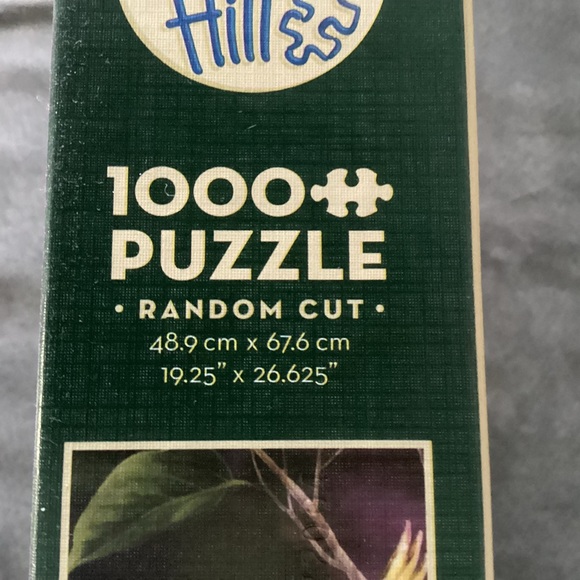 Hill
1000
PUZZLE
• RANDOM CUT •
48.9 cm x 67.6 cm
19.25” x 26.625”